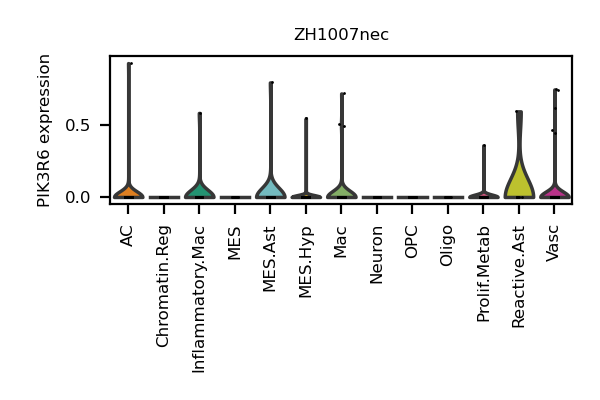 ZH1007nec
PIK3R6 expression
0.5
0.0
AC
Chromatin.Reg
Inflammatory.Mac
MES
MES.Ast
MES.Hyp
Mac
Neuron
OPC
Oligo
Prolif.Metab
Reactive.Ast
Vasc